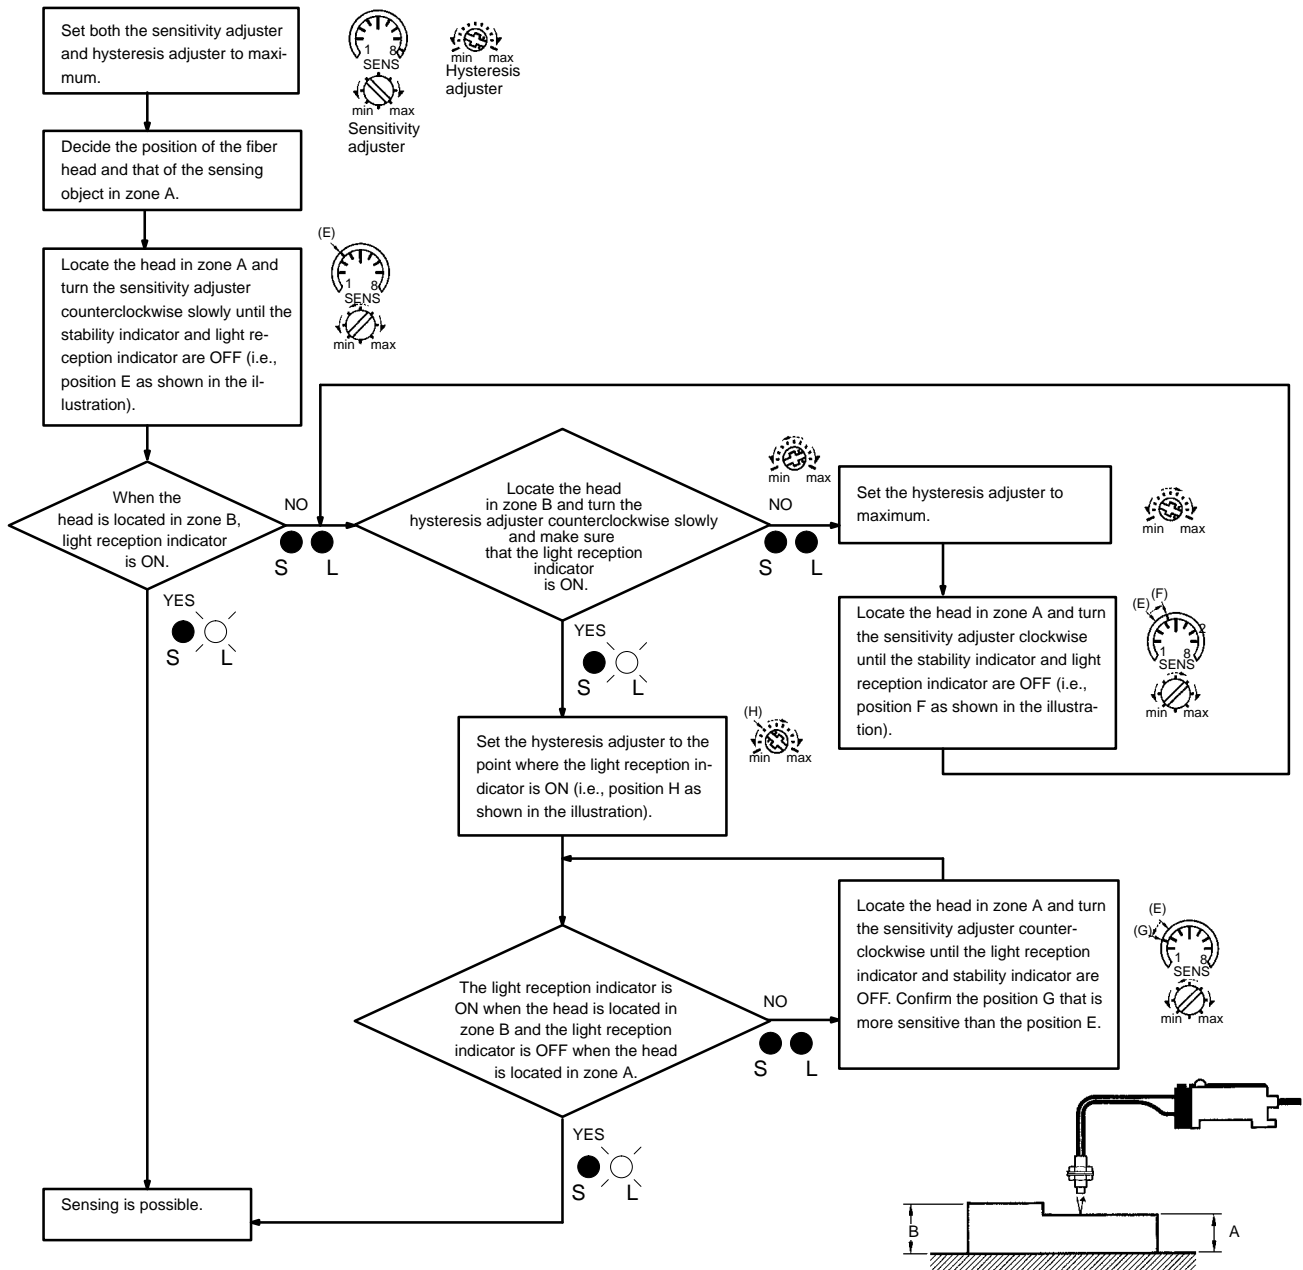 Set both the sensitivity adjuster
and hysteresis adjuster to maxi-
mum.
1 8
SENS
min max
Sensitivity
adjuster
min max
Hysteresis
adjuster
Decide the position of the fiber
head and that of the sensing
object in zone A.
Locate the head in zone A and
turn the sensitivity adjuster
counterclockwise slowly until the
stability indicator and light re-
ception indicator are OFF (i.e.,
position E as shown in the il-
lustration).
(E)
1 8
SENS
min max
When the
head is located in zone B,
light reception indicator
is ON.
NO
S L
YES
S L
Locate the head
in zone B and turn the
hysteresis adjuster counterclockwise slowly
and make sure
that the light reception
indicator
is ON.
min max
NO
S L
Set the hysteresis adjuster to
maximum.
min max
Locate the head in zone A and turn
the sensitivity adjuster clockwise
until the stability indicator and light
reception indicator are OFF (i.e.,
position F as shown in the illustra-
tion).
(F)
(E)
2
1 8
SENS
min max
YES
S L
Set the hysteresis adjuster to the
point where the light reception in-
dicator is ON (i.e., position H as
shown in the illustration).
(H)
min max
The light reception indicator is
ON when the head is located in
zone B and the light reception
indicator is OFF when the head
is located in zone A.
NO
S L
Locate the head in zone A and turn
the sensitivity adjuster counter-
clockwise until the light reception
indicator and stability indicator are
OFF. Confirm the position G that is
more sensitive than the position E.
(E)
(G)
1 8
SENS
min max
YES
S L
Sensing is possible.
B
A